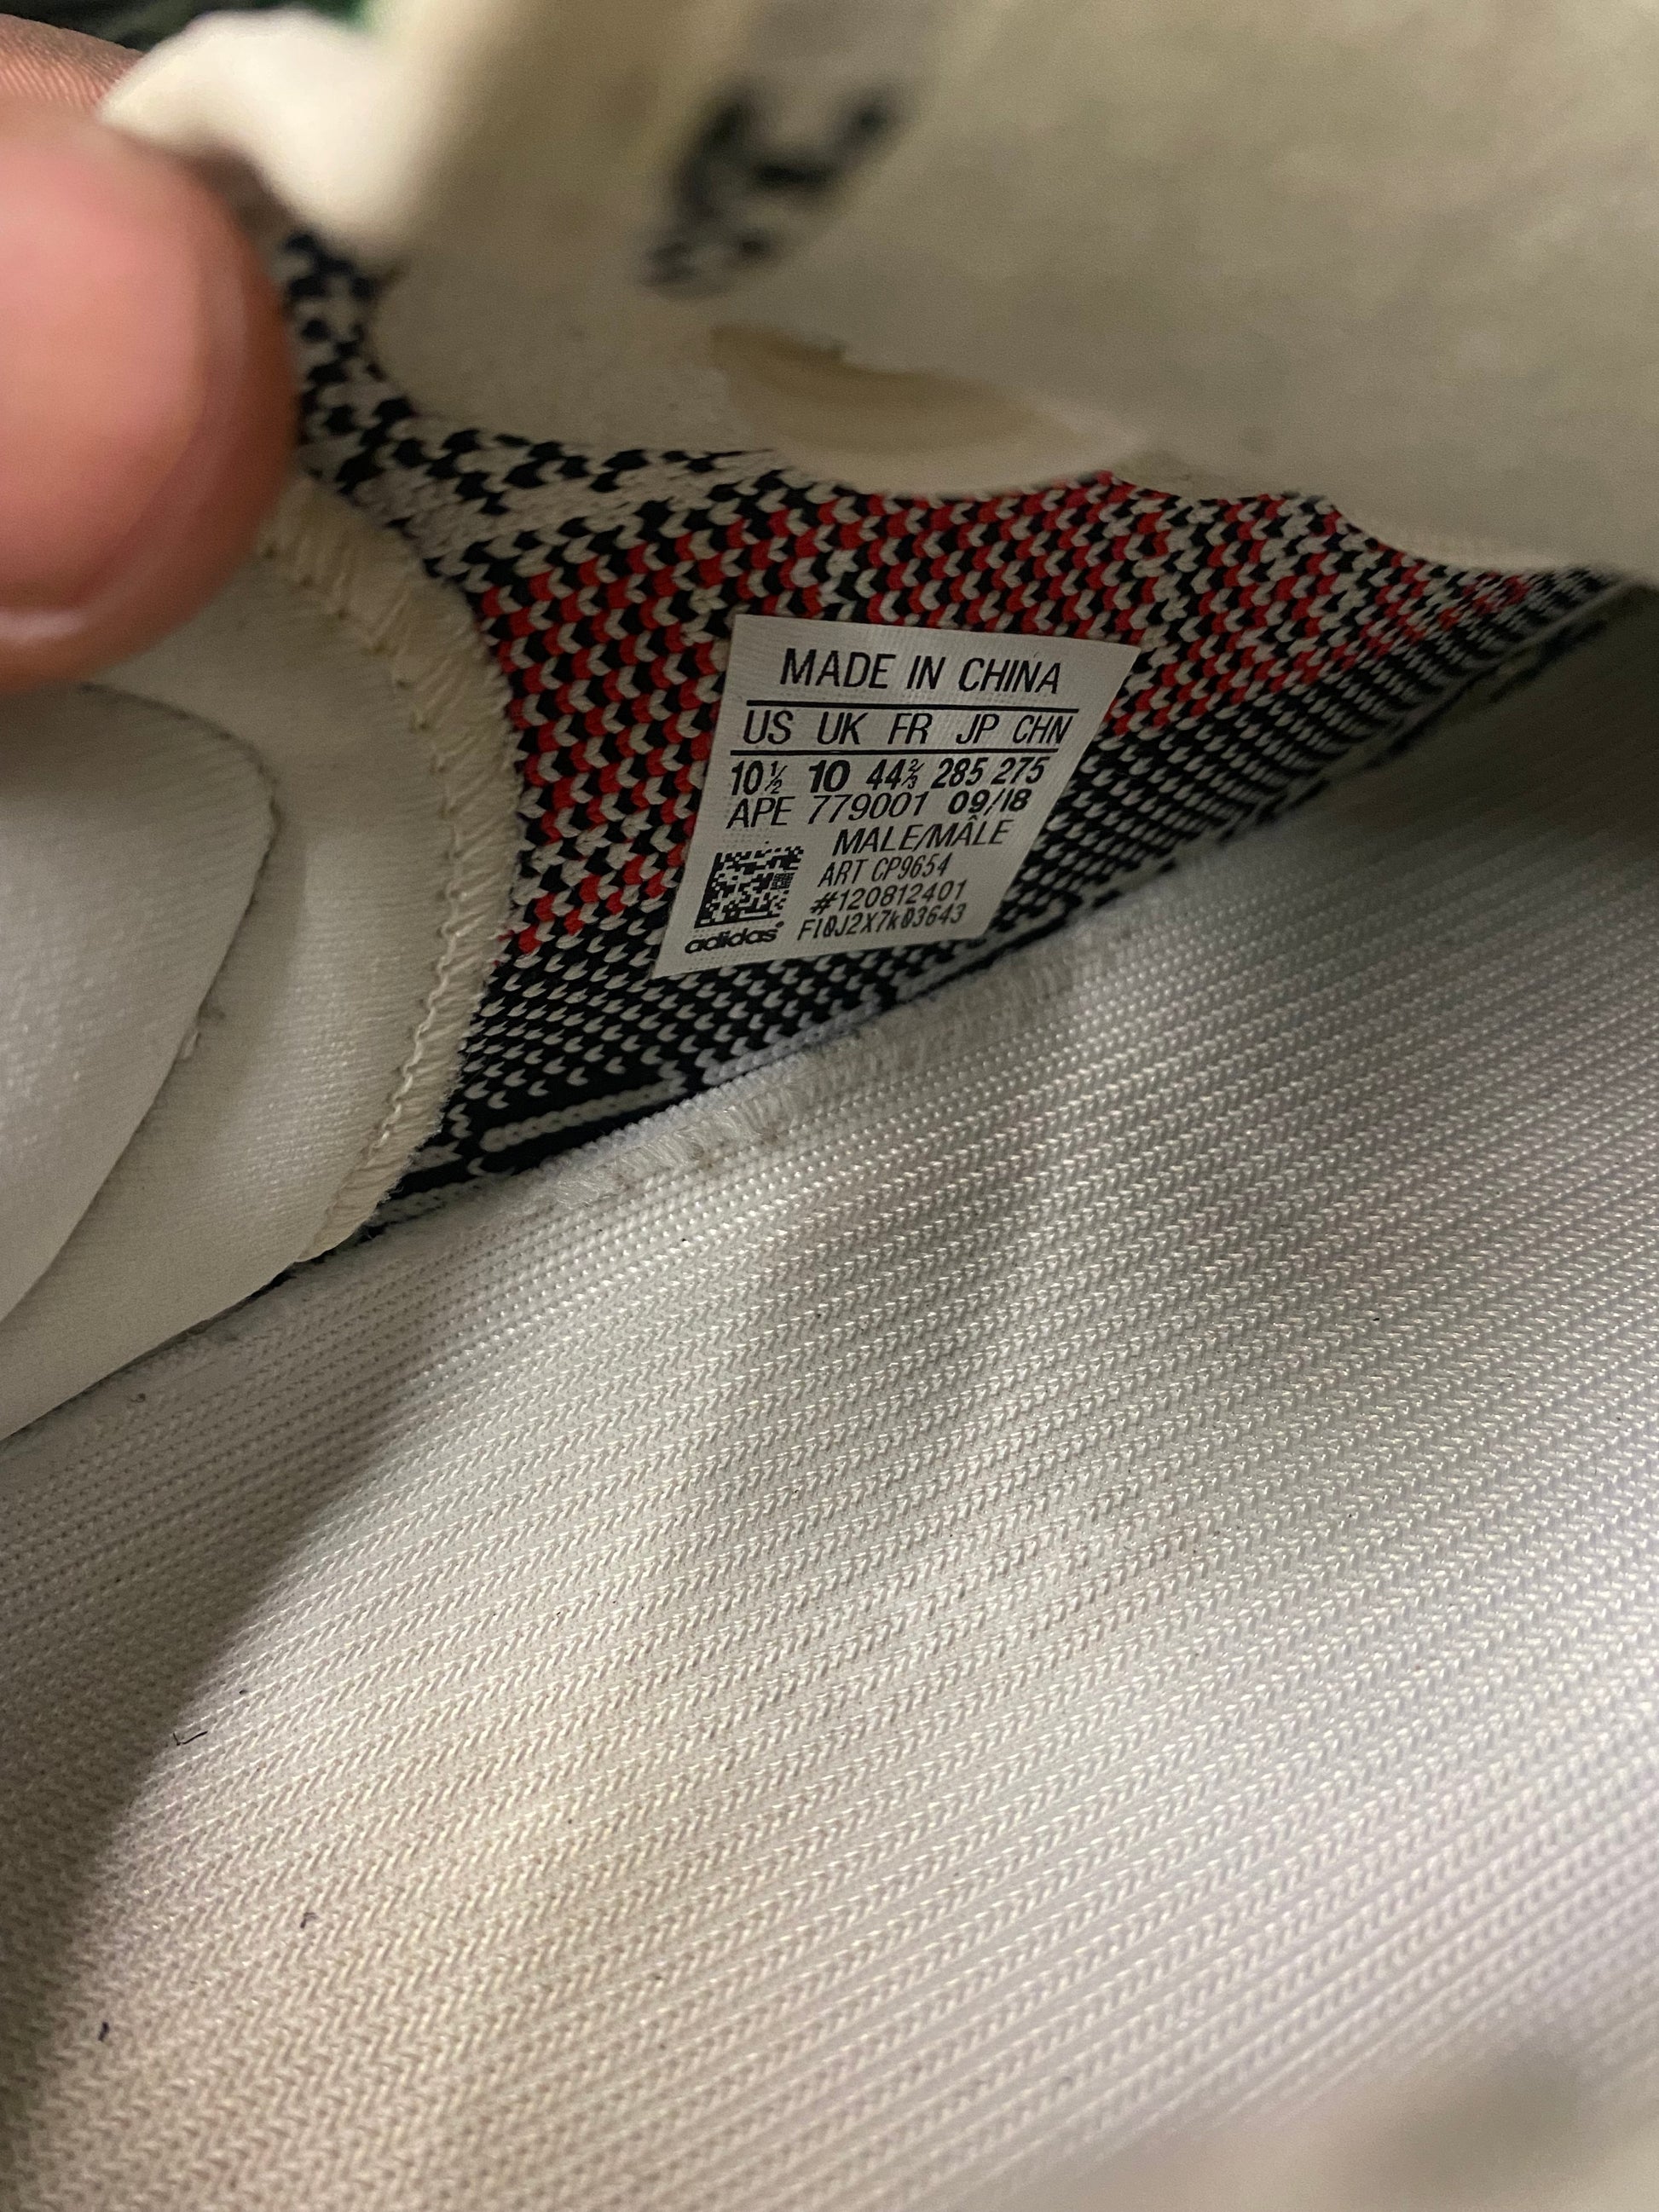 MADE IN CHINA
US UK FR JP CHN
10½ 10 44⅔ 285 275
APE 779001 09/18
MALE/MÂLE
ART CP9654
#120812401
F10J2X7k03643
adidas®